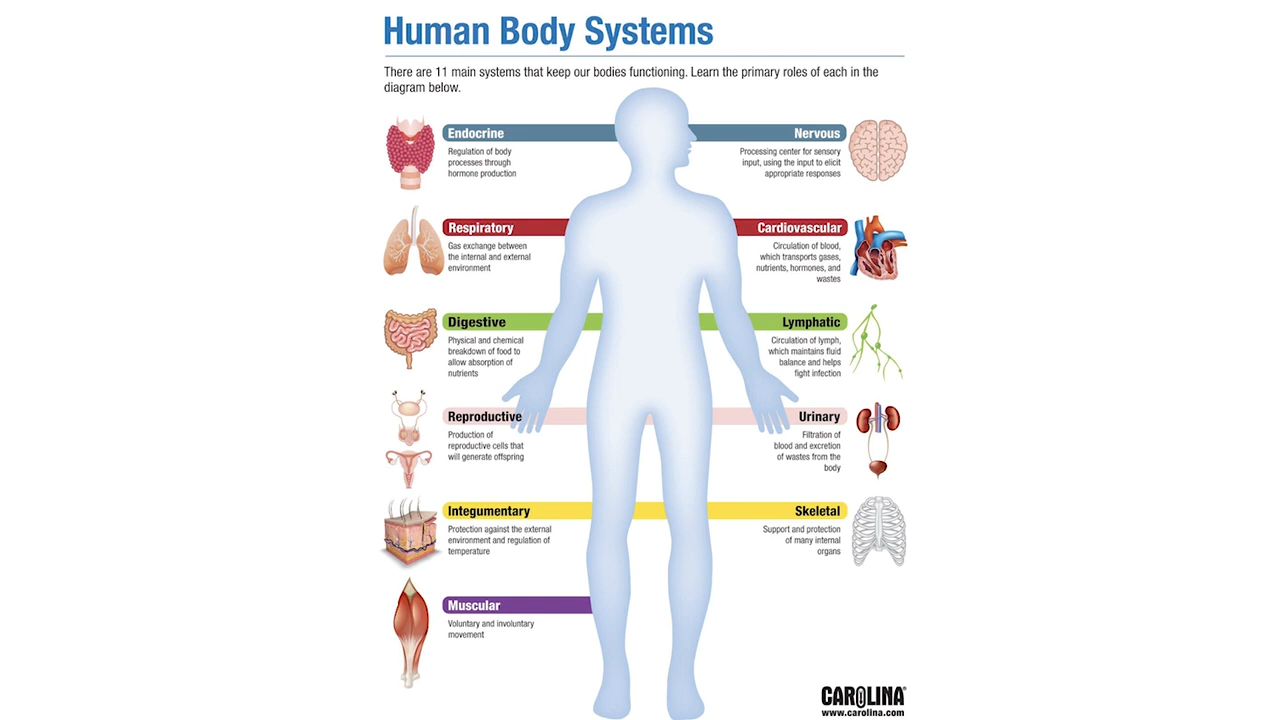 Human Body Systems
There are 11 main systems that keep our bodies functioning. Learn the primary roles of each in the
diagram below.
Endocrine
Regulation of body
processes through
hormone production
Nervous
Processing center for sensory
input, using the input to elicit
appropriate responses
Respiratory
Gas exchange between
the internal and external
environment
Cardiovascular
Circulation of blood,
which transports gases,
nutrients, hormones, and
wastes
Digestive
Physical and chemical
breakdown of food to
allow absorption of
nutrients
Lymphatic
Circulation of lymph,
which maintains fluid
balance and helps
fight infection
Reproductive
Production of
reproductive cells that
will generate offspring
Urinary
Filtration of
blood and excretion
of wastes from the
body
Integumentary
Protection against the external
environment and regulation of
temperature
Skeletal
Support and protection
of many internal
organs
Muscular
Voluntary and involuntary
movement
CAROLINA®
www.carolina.com